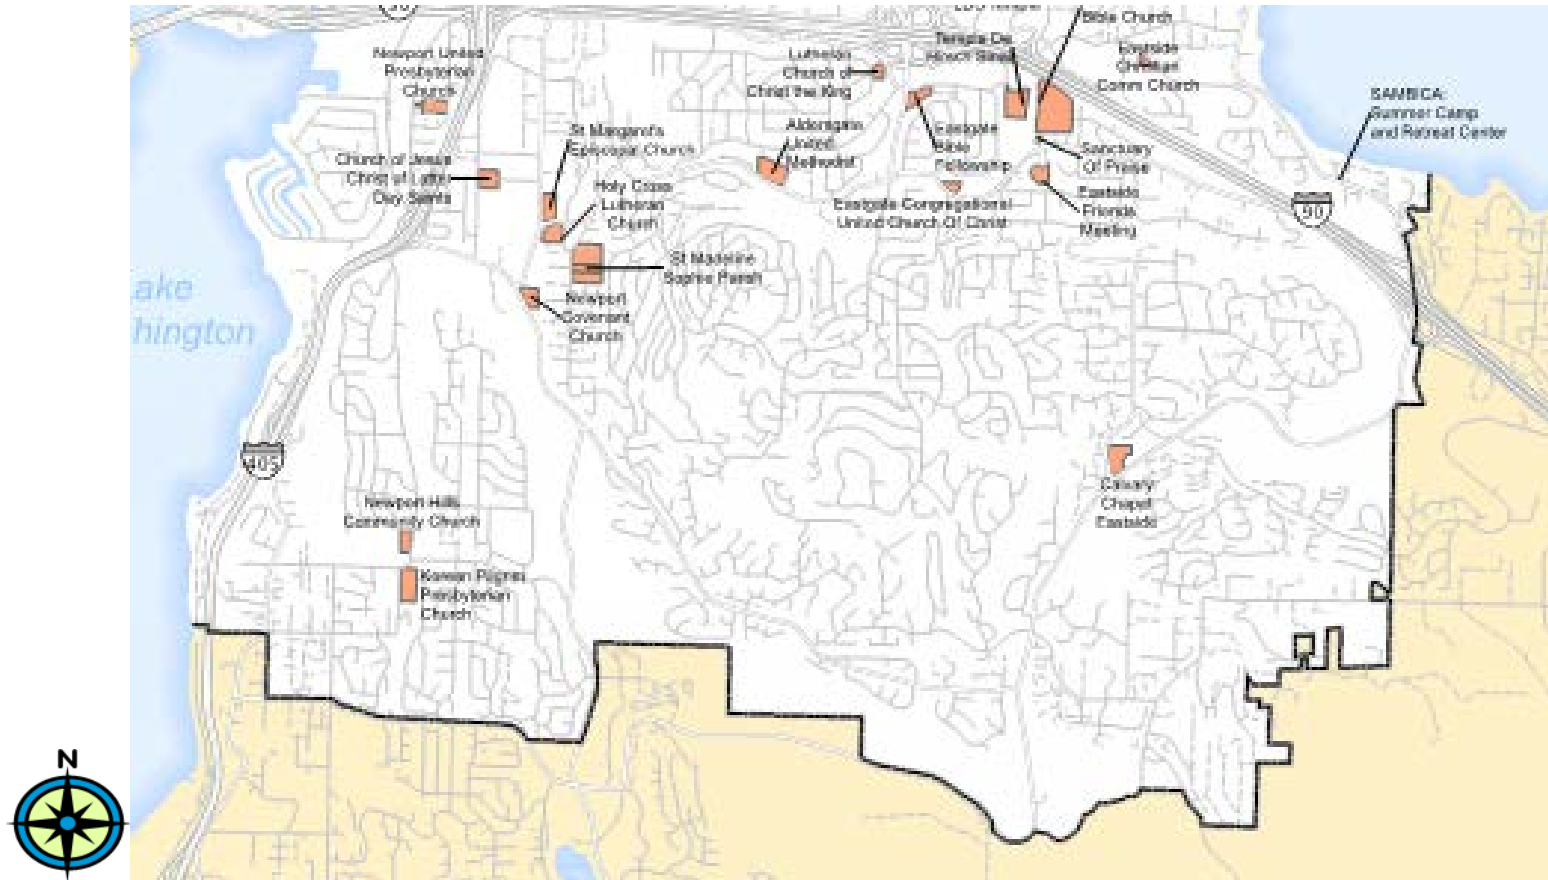 Bible Church
Newport United
Presbyterian
Church
Lutheran
Church of
Christ the King
Temple De
Hirsch Sinai
Eastside
Christian
Comm Church
SAMBICA:
Summer Camp
and Retreat Center
St Margaret's
Episcopal Church
Aldersgate
United
Methodist
Eastgate
Bible
Fellowship
Sanctuary
Of Praise
Church of Jesus
Christ of Latter
Day Saints
Holy Cross
Lutheran
Church
Eastgate Congregational
United Church Of Christ
Eastside
Friends
Meeting
90
St Madeline
Sophie Parish
Lake
hington
Newport
Covenant
Church
405
Newport Hills
Community Church
Calvary
Chapel
Eastside
Korean Pilgrim
Presbyterian
Church
N